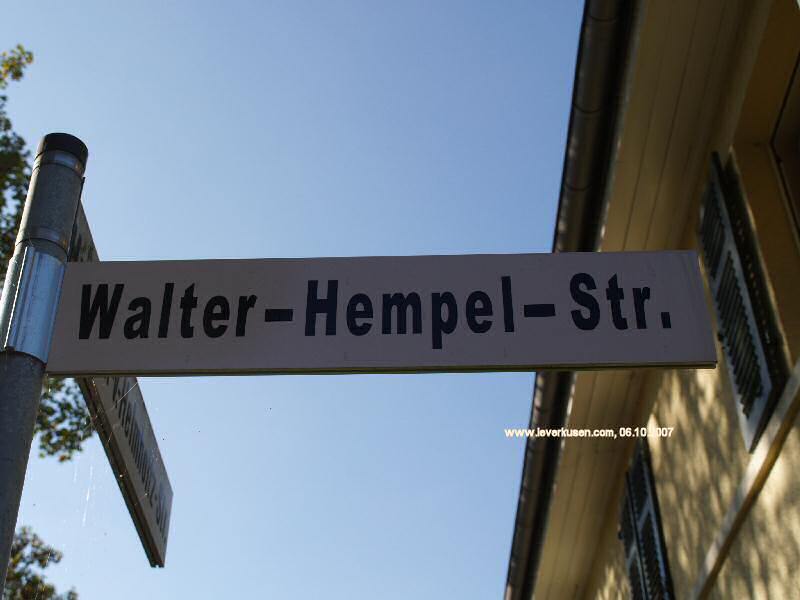 Walter-Hempel-Str.
www.leverkusen.com, 06.10.2007